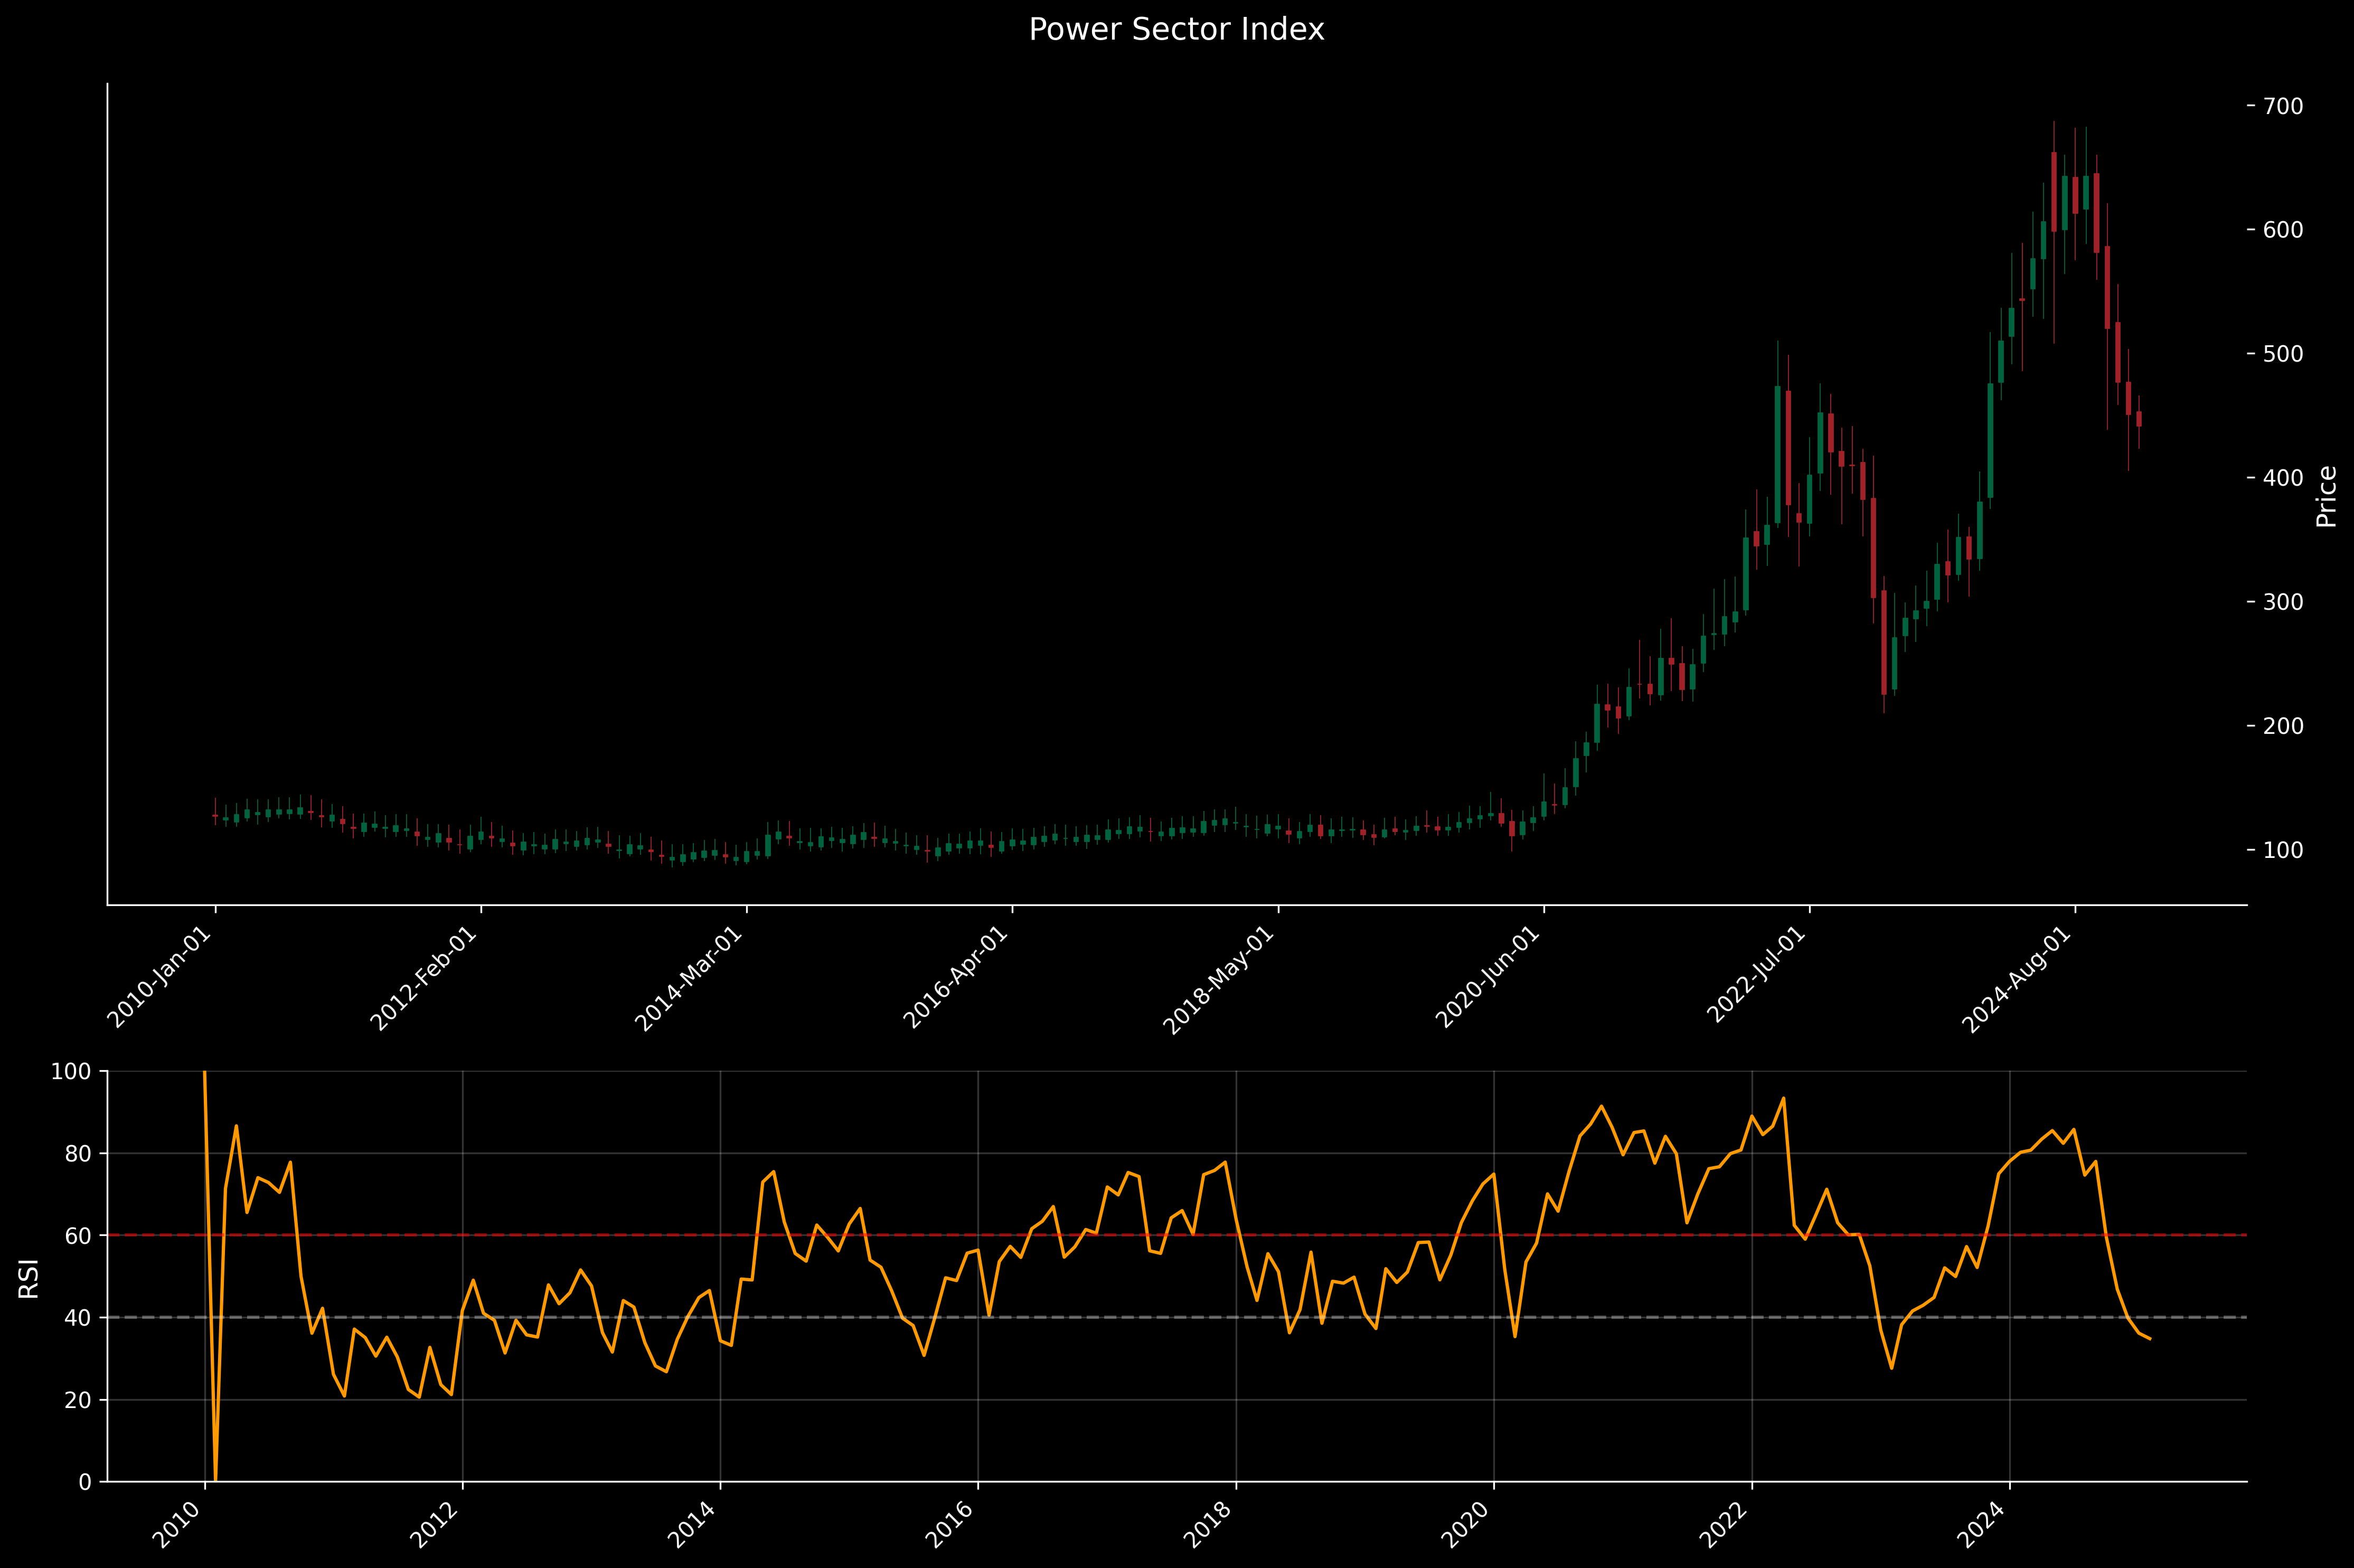 Power Sector Index
700
600
500
400
300
200
100
Price
2010-Jan-01
2012-Feb-01
2014-Mar-01
2016-Apr-01
2018-May-01
2020-Jun-01
2022-Jul-01
2024-Aug-01
100
80
60
40
20
0
RSI
2010
2012
2014
2016
2018
2020
2022
2024